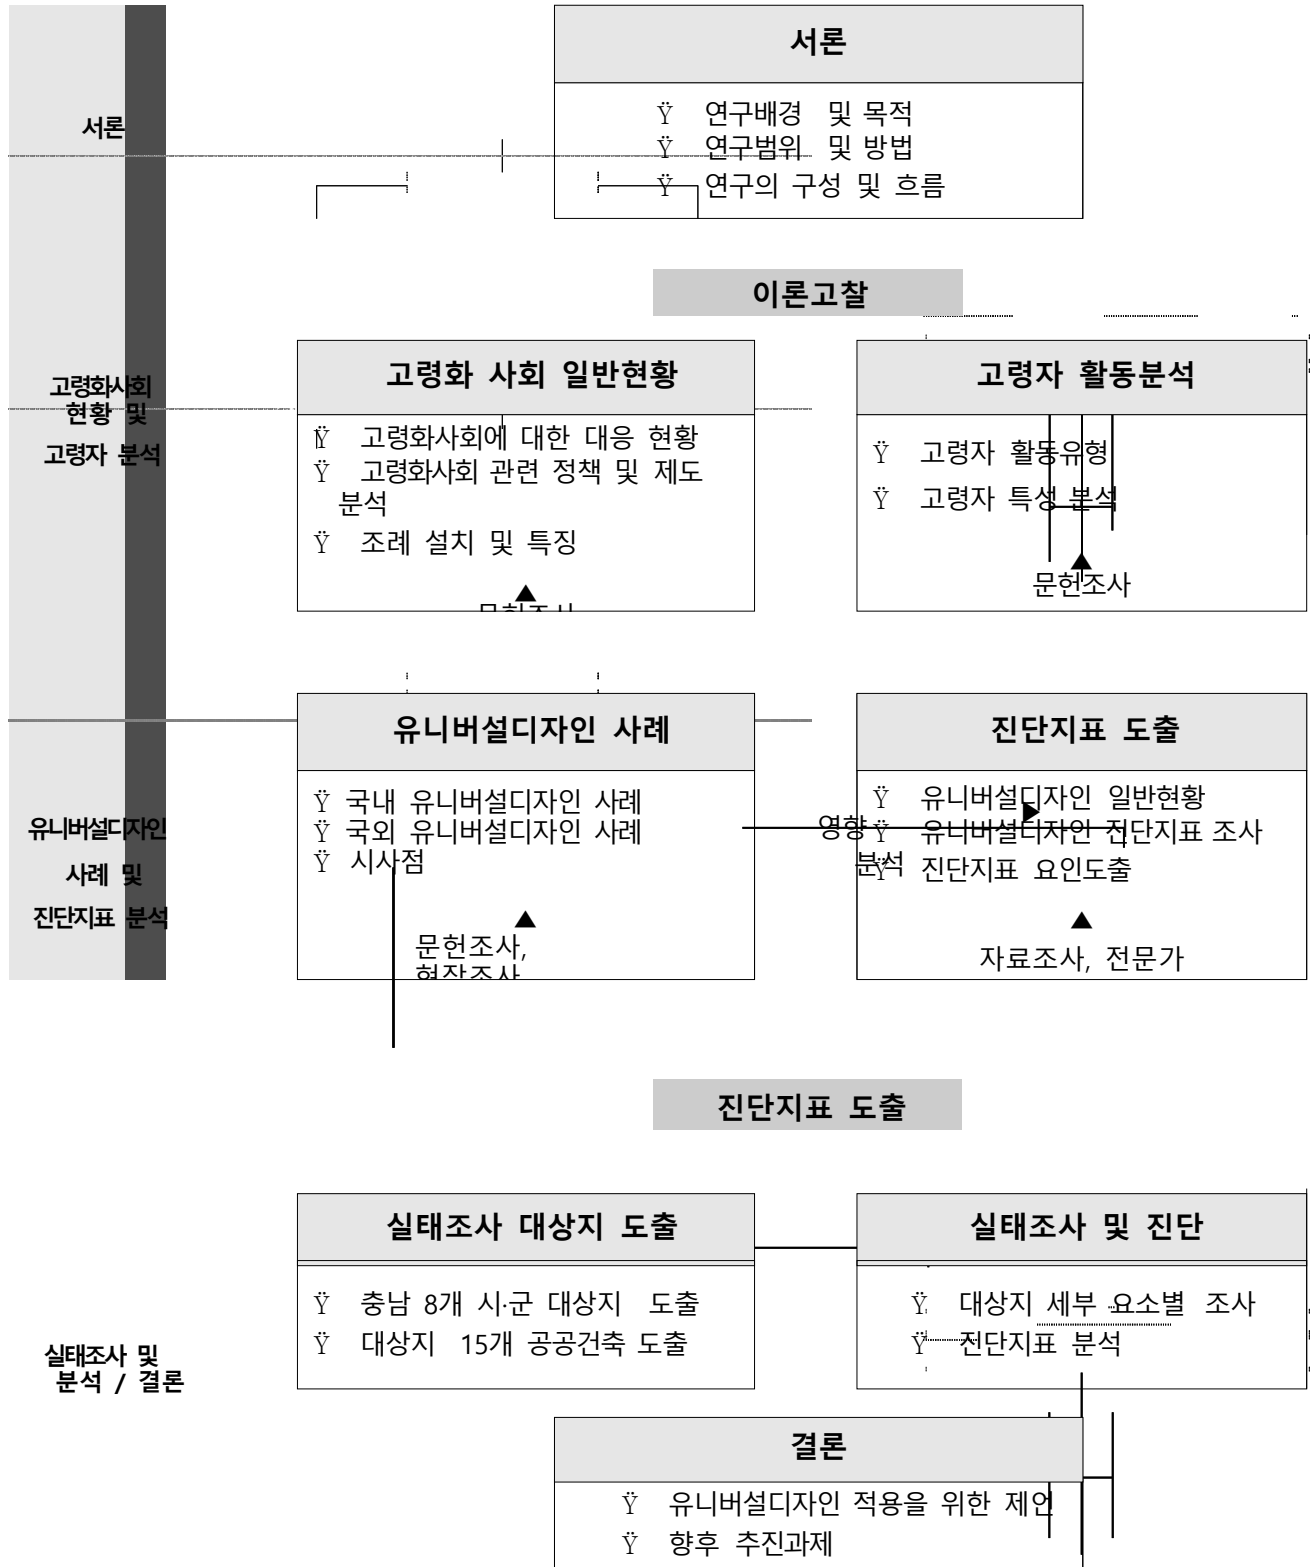 서론
서론
Ÿ 연구배경 및 목적
Ÿ 연구범위 및 방법
Ÿ 연구의 구성 및 흐름
이론고찰
고령화사회
현황 및
고령자 분석
고령화 사회 일반현황
Ÿ 고령화사회에 대한 대응 현황
Ÿ 고령화사회 관련 정책 및 제도
분석
Ÿ 조례 설치 및 특징
▲
고령자 활동분석
Ÿ 고령자 활동유형
Ÿ 고령자 특성 분석
▲
문헌조사
유니버설디자인
사례 및
진단지표 분석
유니버설디자인 사례
Ÿ 국내 유니버설디자인 사례
Ÿ 국외 유니버설디자인 사례
Ÿ 시사점
▲
문헌조사,
영향
분석
진단지표 도출
Ÿ 유니버설디자인 일반현황
Ÿ 유니버설디자인 진단지표 조사
Ÿ 진단지표 요인도출
▲
자료조사, 전문가
진단지표 도출
실태조사 및
분석 / 결론
실태조사 대상지 도출
Ÿ 충남 8개 시·군 대상지 도출
Ÿ 대상지 15개 공공건축 도출
실태조사 및 진단
Ÿ 대상지 세부 요소별 조사
Ÿ 진단지표 분석
결론
Ÿ 유니버설디자인 적용을 위한 제언
Ÿ 향후 추진과제